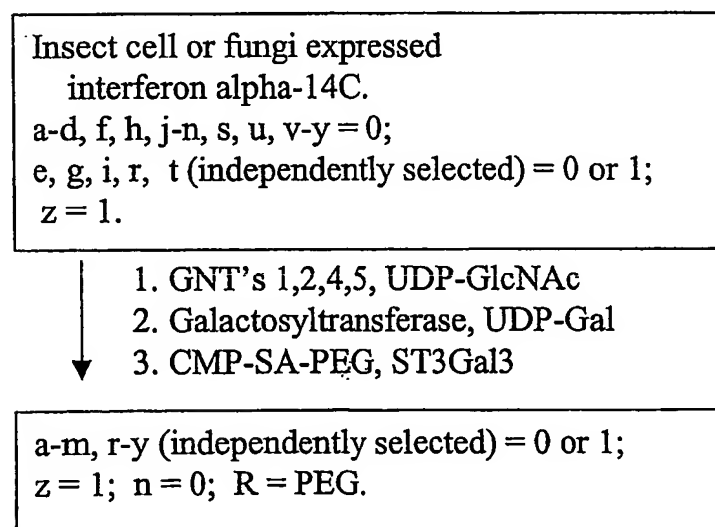 Insect cell or fungi expressed
interferon alpha-14C.
a-d, f, h, j-n, s, u, v-y = 0;
e, g, i, r, t (independently selected) = 0 or 1;
z = 1.
1. GNT's 1,2,4,5, UDP-GlcNAc
2. Galactosyltransferase, UDP-Gal
3. CMP-SA-PEG, ST3Gal3
a-m, r-y (independently selected) = 0 or 1;
z = 1; n = 0; R = PEG.